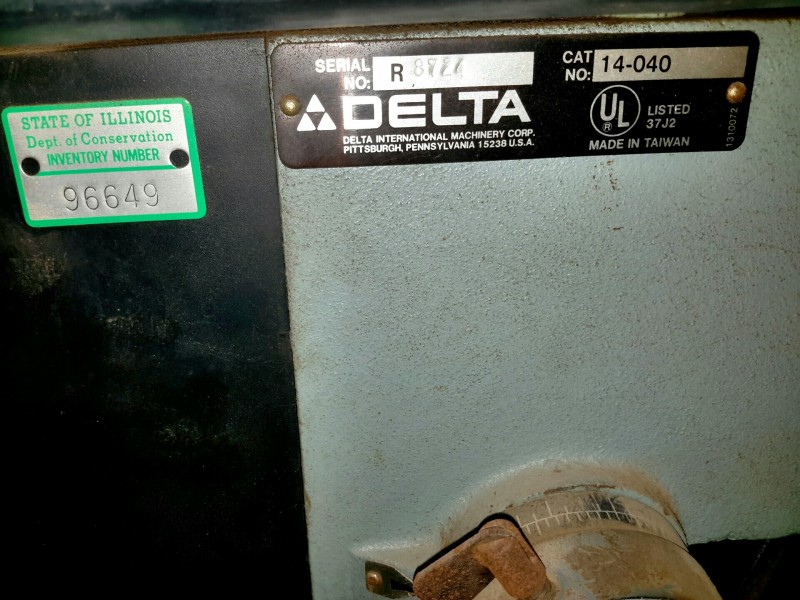 STATE OF ILLINOIS
Dept. of Conservation
INVENTORY NUMBER
96649
SERIAL NO: R
CAT NO: 14-040
DELTA
DELTA INTERNATIONAL MACHINERY CORP.
PITTSBURGH, PENNSYLVANIA 15238 U.S.A.
UL ® LISTED
37J2
MADE IN TAIWAN
1310072